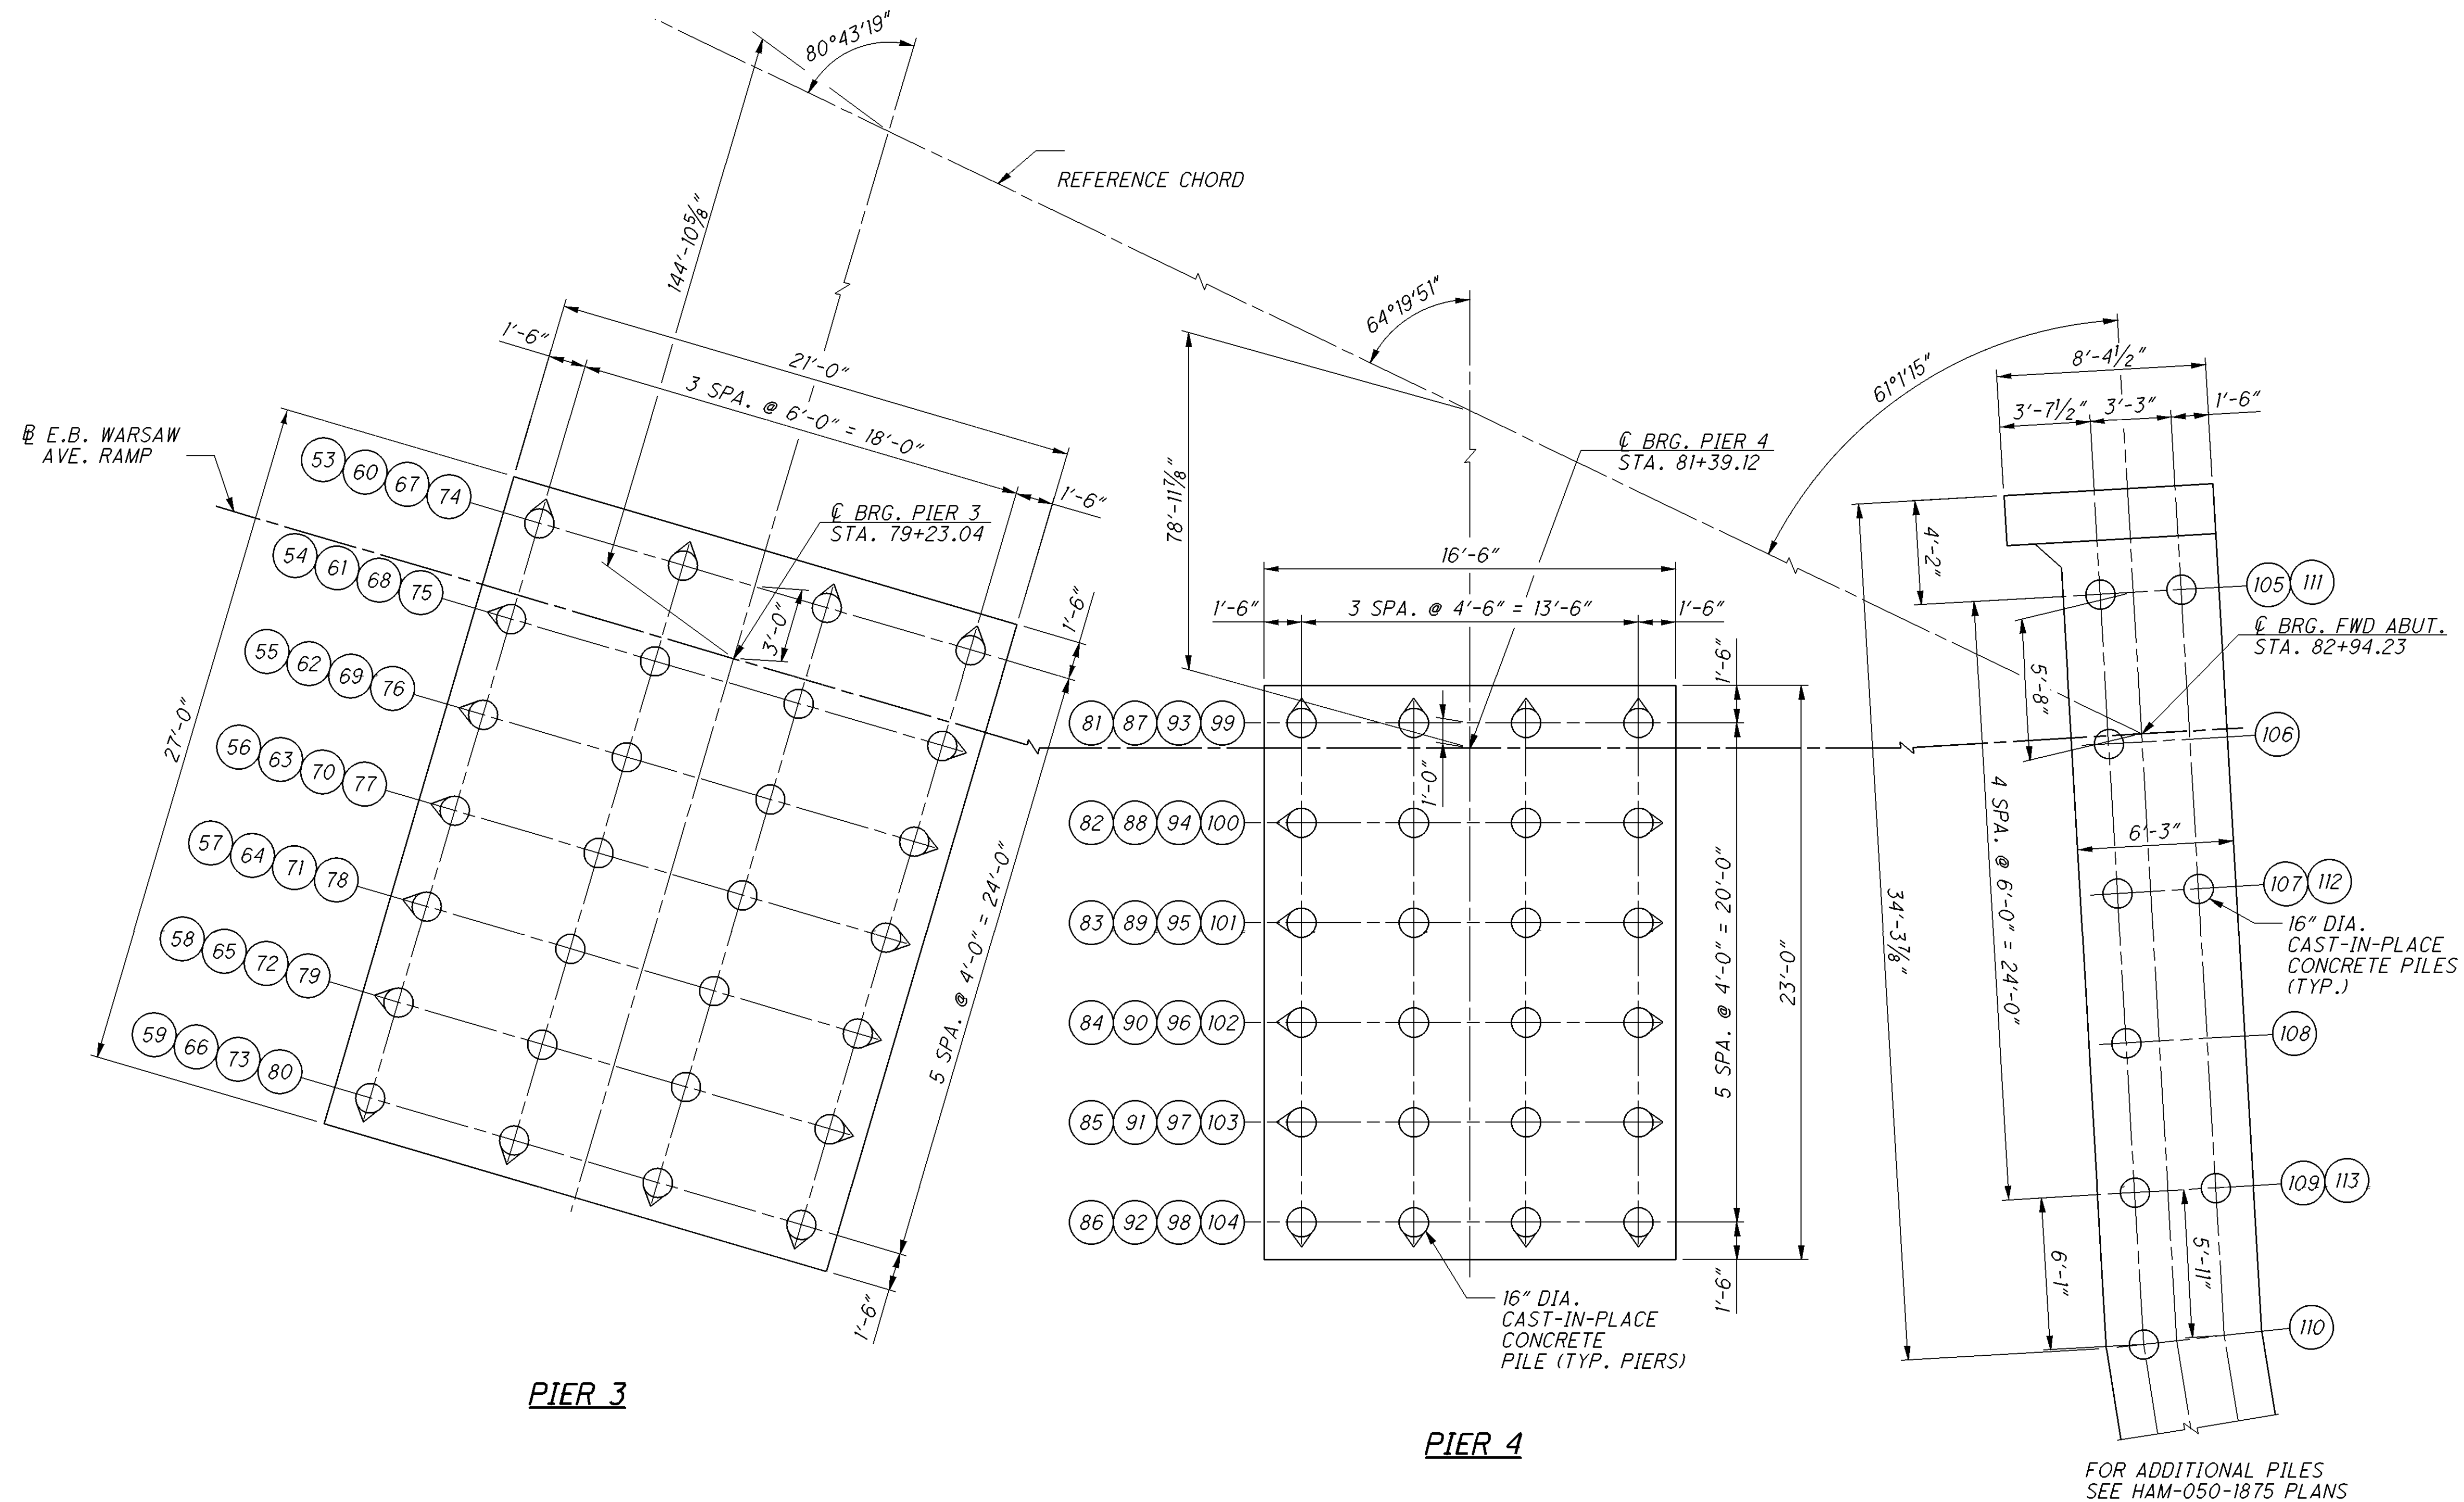 80°43'19"
REFERENCE CHORD
144'-10⅝"
64°19'51"
61°1'15"
8'-4½"
3'-7½" 3'-3" 1'-6"
1'-6"
21'-0"
3 SPA. @ 6'-0" = 18'-0"
1'-6"
℄ BRG. PIER 4
STA. 81+39.12
B E.B. WARSAW
AVE. RAMP
53 60 67 74
℄ BRG. PIER 3
STA. 79+23.04
78'-11⅞"
54 61 68 75
3'-0"
1'-6"
16'-6"
1'-6" 3 SPA. @ 4'-6" = 13'-6" 1'-6"
4'-2"
105 111
55 62 69 76
1'-6"
5'-8"
℄ BRG. FWD ABUT.
STA. 82+94.23
27'-0"
56 63 70 77
81 87 93 99
106
1'-0"
57 64 71 78
82 88 94 100
6'-3"
4 SPA. @ 6'-0" = 24'-0"
107 112
34'-3⅞"
16" DIA.
CAST-IN-PLACE
CONCRETE PILES
(TYP.)
58 65 72 79
83 89 95 101
5 SPA. @ 4'-0" = 24'-0"
5 SPA. @ 4'-0" = 20'-0"
23'-0"
59 66 73 80
84 90 96 102
108
85 91 97 103
109 113
86 92 98 104
6'-1"
5'-11"
1'-6"
1'-6"
16" DIA.
CAST-IN-PLACE
CONCRETE
PILE (TYP. PIERS)
110
PIER 3
PIER 4
FOR ADDITIONAL PILES
SEE HAM-050-1875 PLANS